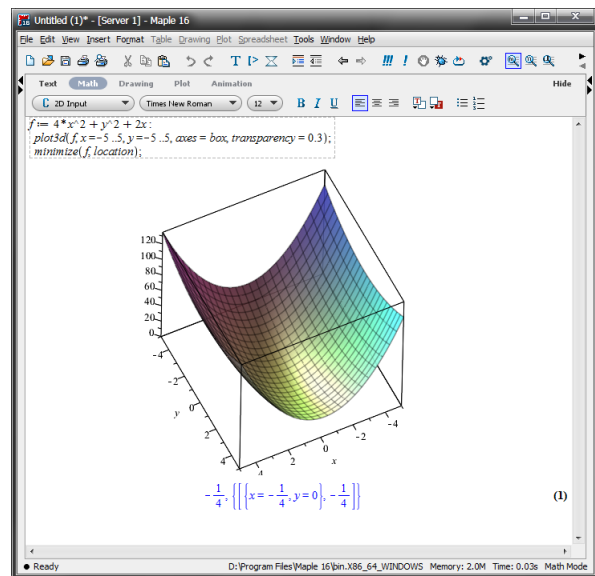 Untitled (1)* - [Server 1] - Maple 16
File Edit View Insert Format Table Drawing Plot Spreadsheet Tools Window Help
Text Math Drawing Plot Animation Hide
C 2D Input Times New Roman 12 B I U
f := 4*x^2 + y^2 + 2x:
plot3d(f, x = -5 ..5, y = -5 ..5, axes = box, transparency = 0.3);
minimize(f, location);
120
100
80
60
40
20
0
-4
-2
0
2
4
y
4
2
0
-2
-4
x
-1/4, {[{x = -1/4, y = 0}, -1/4]}
(1)
Ready D:\Program Files\Maple 16\bin.X86_64_WINDOWS Memory: 2.0M Time: 0.03s Math Mode